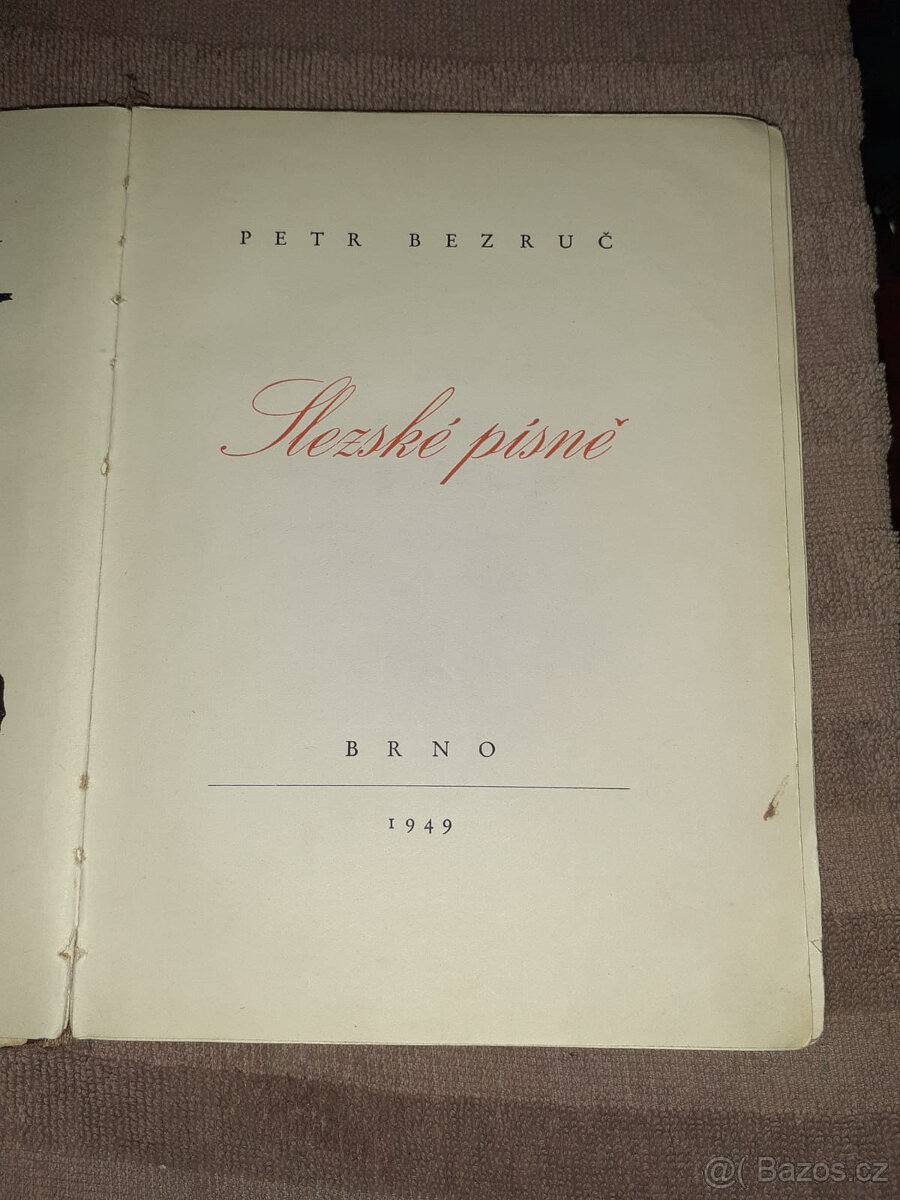 PETR BEZRUČ
Slezské písně
BRNO
1949
@( Bazos.cz